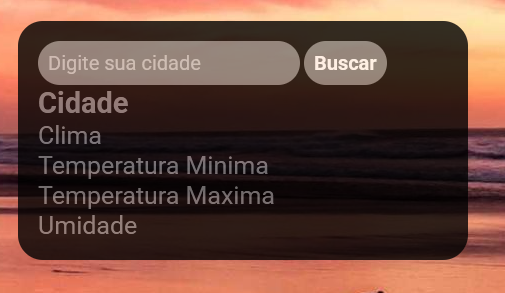 Digite sua cidade Buscar
Cidade
Clima
Temperatura Minima
Temperatura Maxima
Umidade